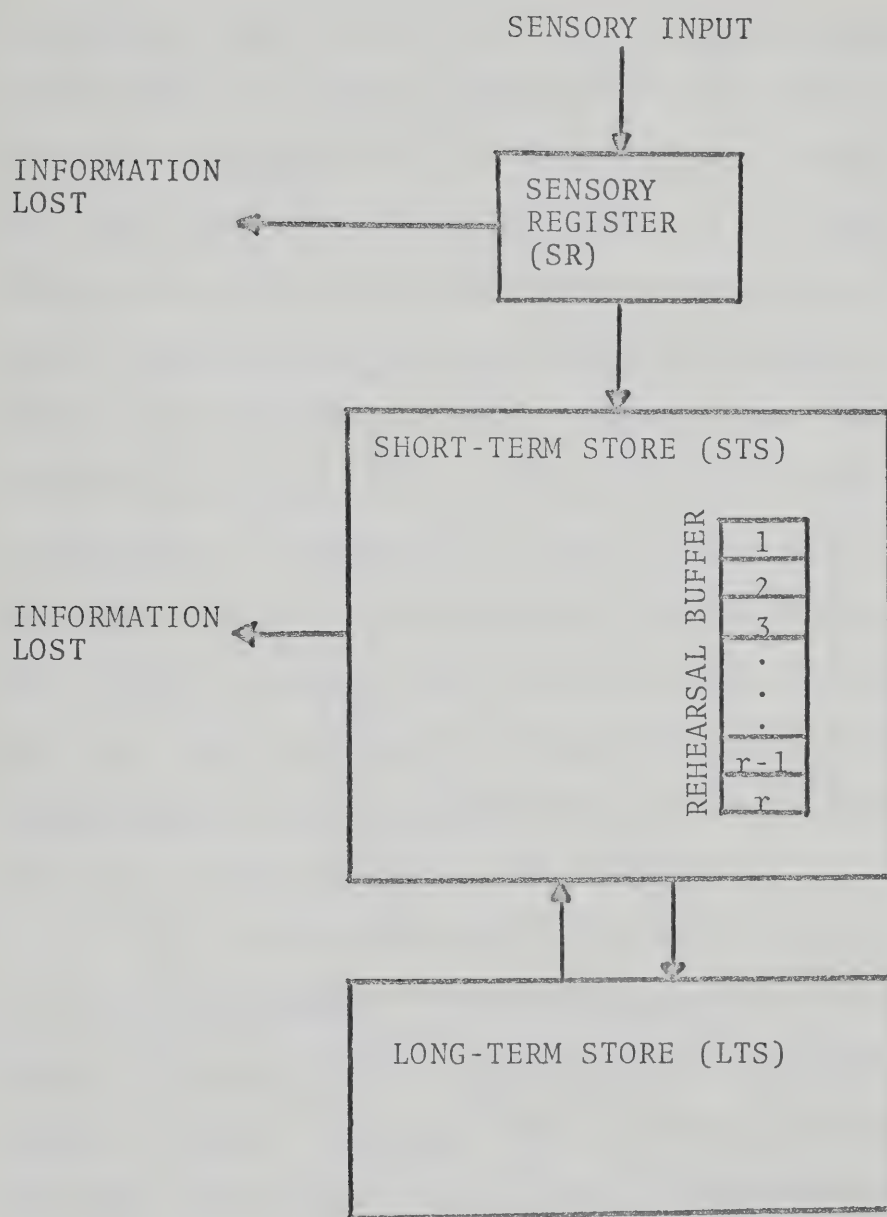 SENSORY INPUT
INFORMATION
LOST
SENSORY
REGISTER
(SR)
SHORT-TERM STORE (STS)
REHEARSAL BUFFER
1
2
3
.
.
.
r-1
r
INFORMATION
LOST
LONG-TERM STORE (LTS)